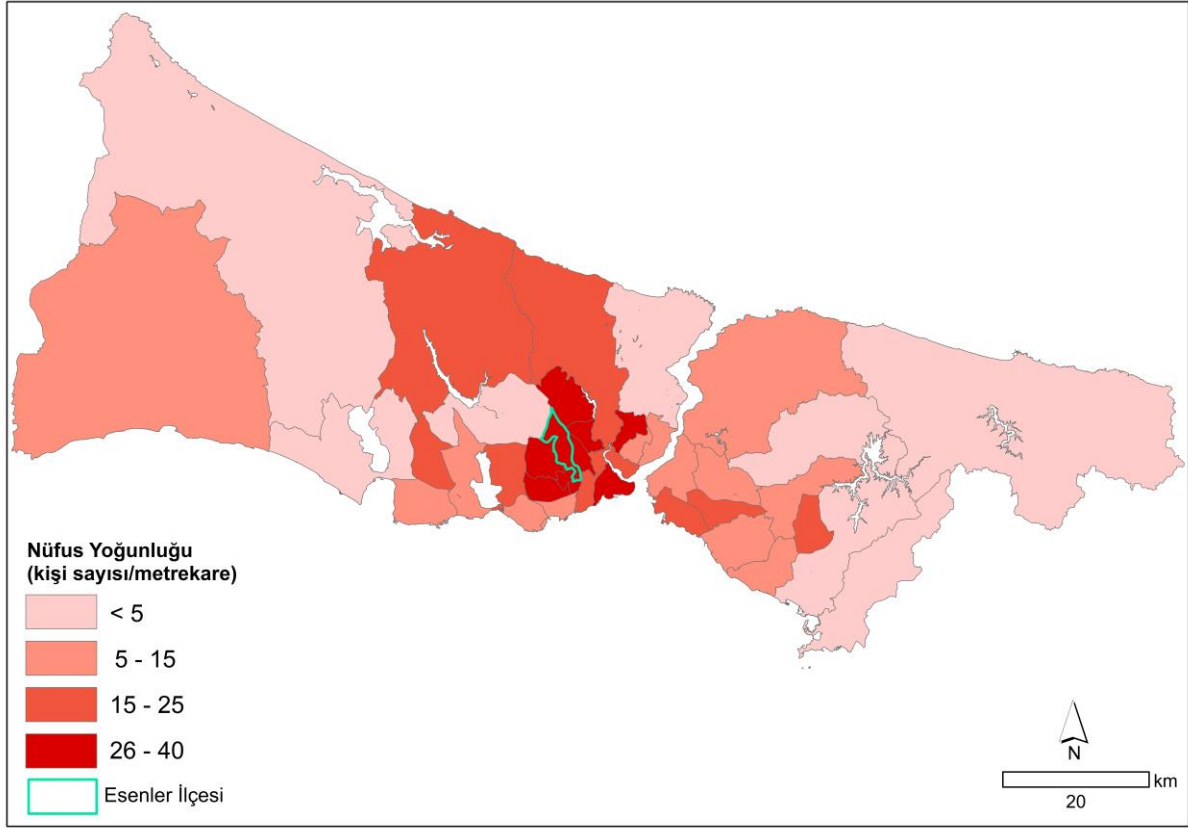 Nüfus Yoğunluğu
(kişi sayısı/metrekare)
< 5
5 - 15
15 - 25
26 - 40
Esenler İlçesi
N
km
20